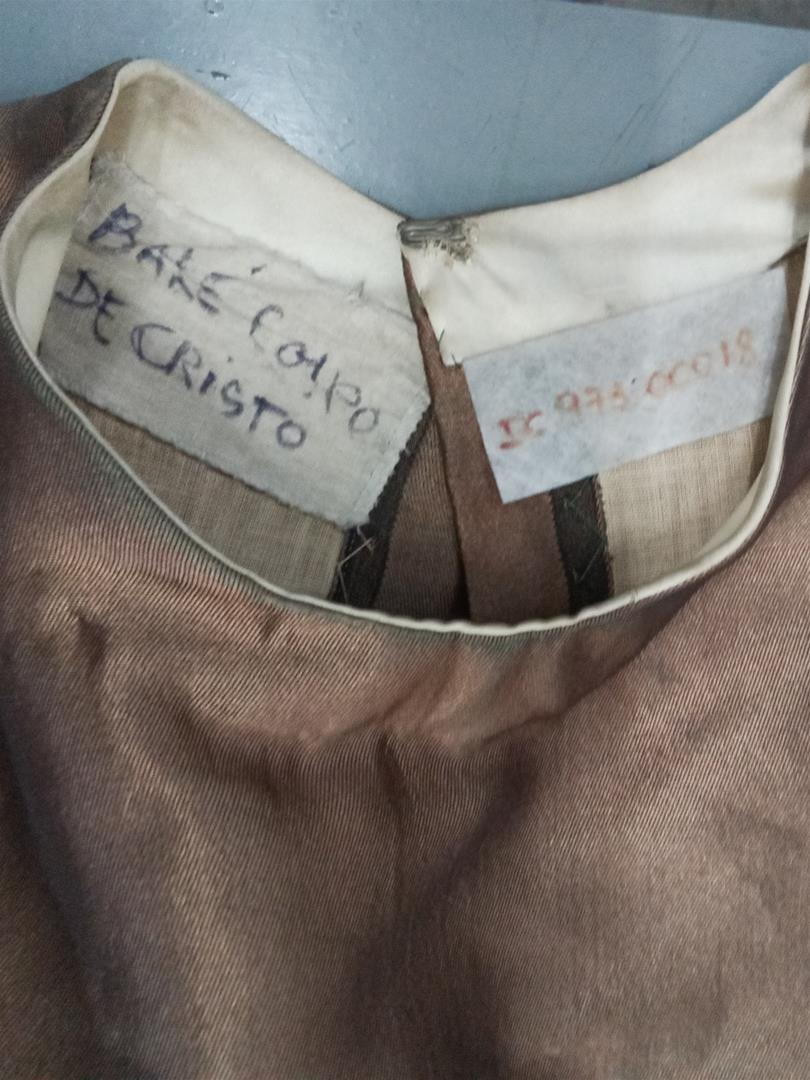 BALÉ CORPO
DE CRISTO
IC 975.00018